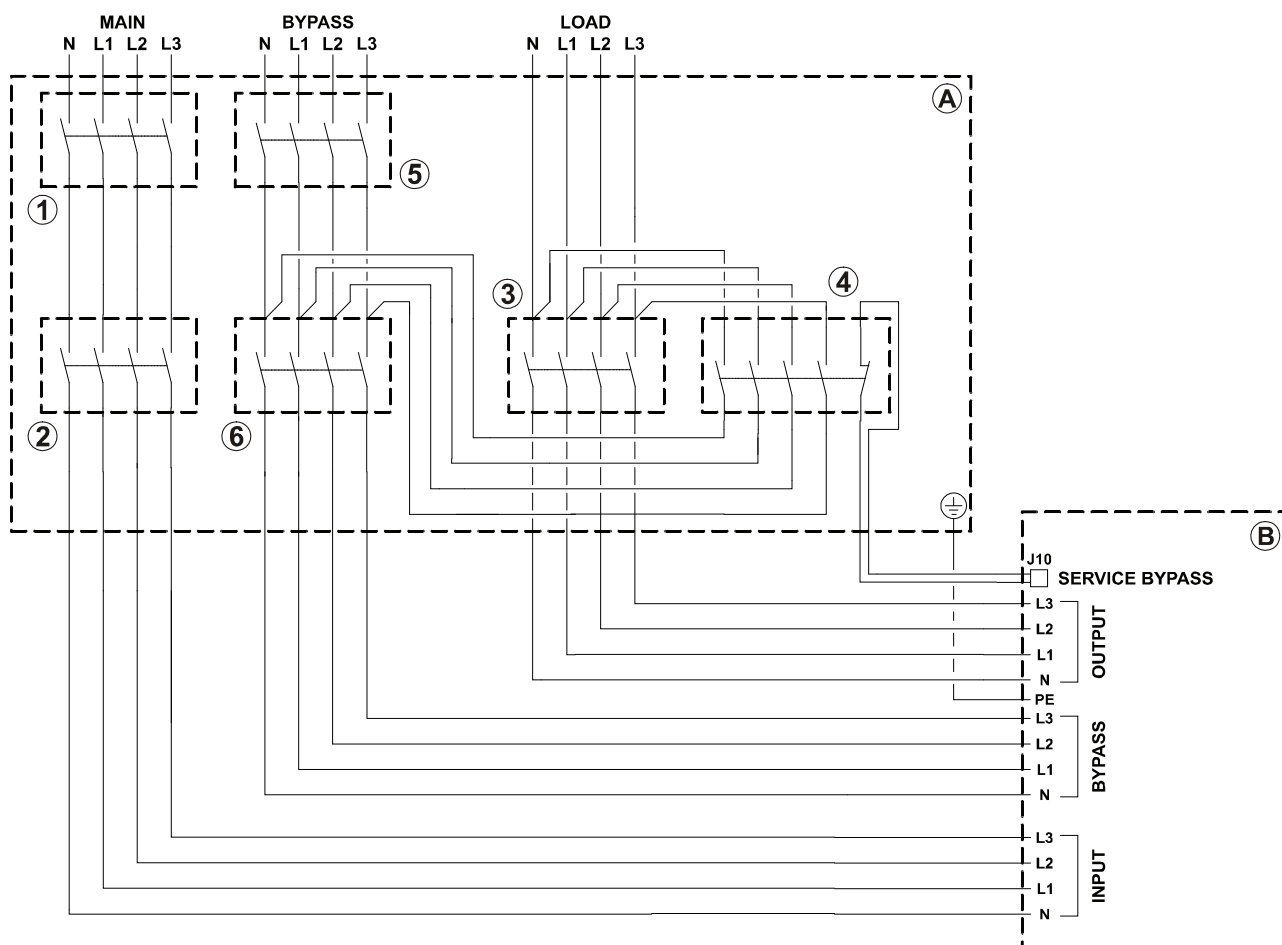 MAIN BYPASS LOAD
N L1 L2 L3 N L1 L2 L3 N L1 L2 L3
A
5
1
4
3
2
6
B
J10
SERVICE BYPASS
L3
L2
L1
N
OUTPUT
PE
L3
L2
L1
N
BYPASS
L3
L2
L1
N
INPUT